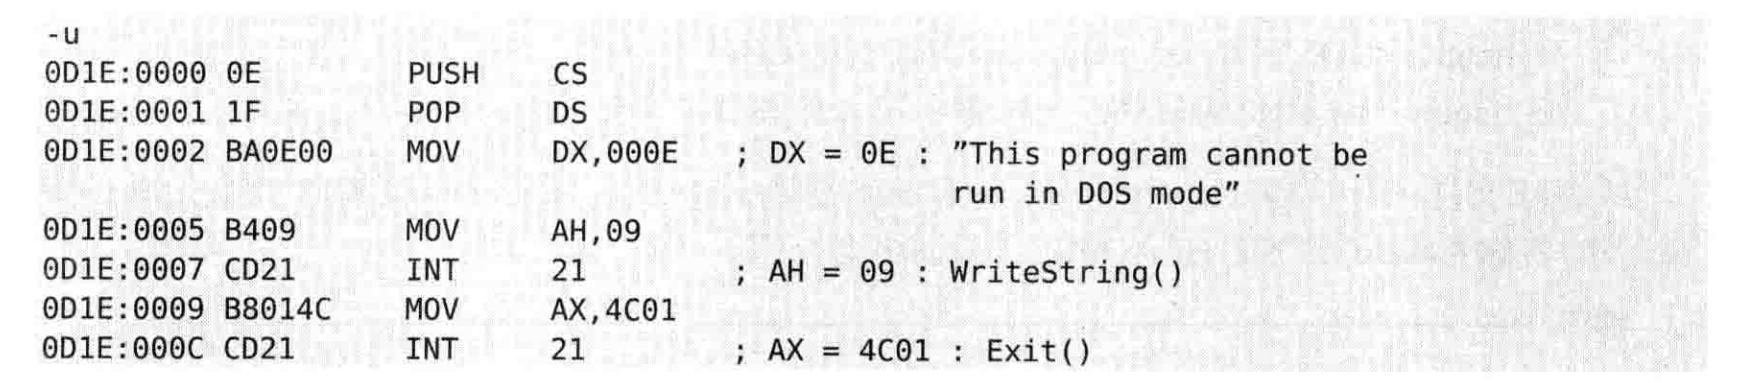 -u
0D1E:0000 0E PUSH CS
0D1E:0001 1F POP DS
0D1E:0002 BA0E00 MOV DX,000E ; DX = 0E : "This program cannot be
run in DOS mode"
0D1E:0005 B409 MOV AH,09
0D1E:0007 CD21 INT 21 ; AH = 09 : WriteString()
0D1E:0009 B8014C MOV AX,4C01
0D1E:000C CD21 INT 21 ; AX = 4C01 : Exit()